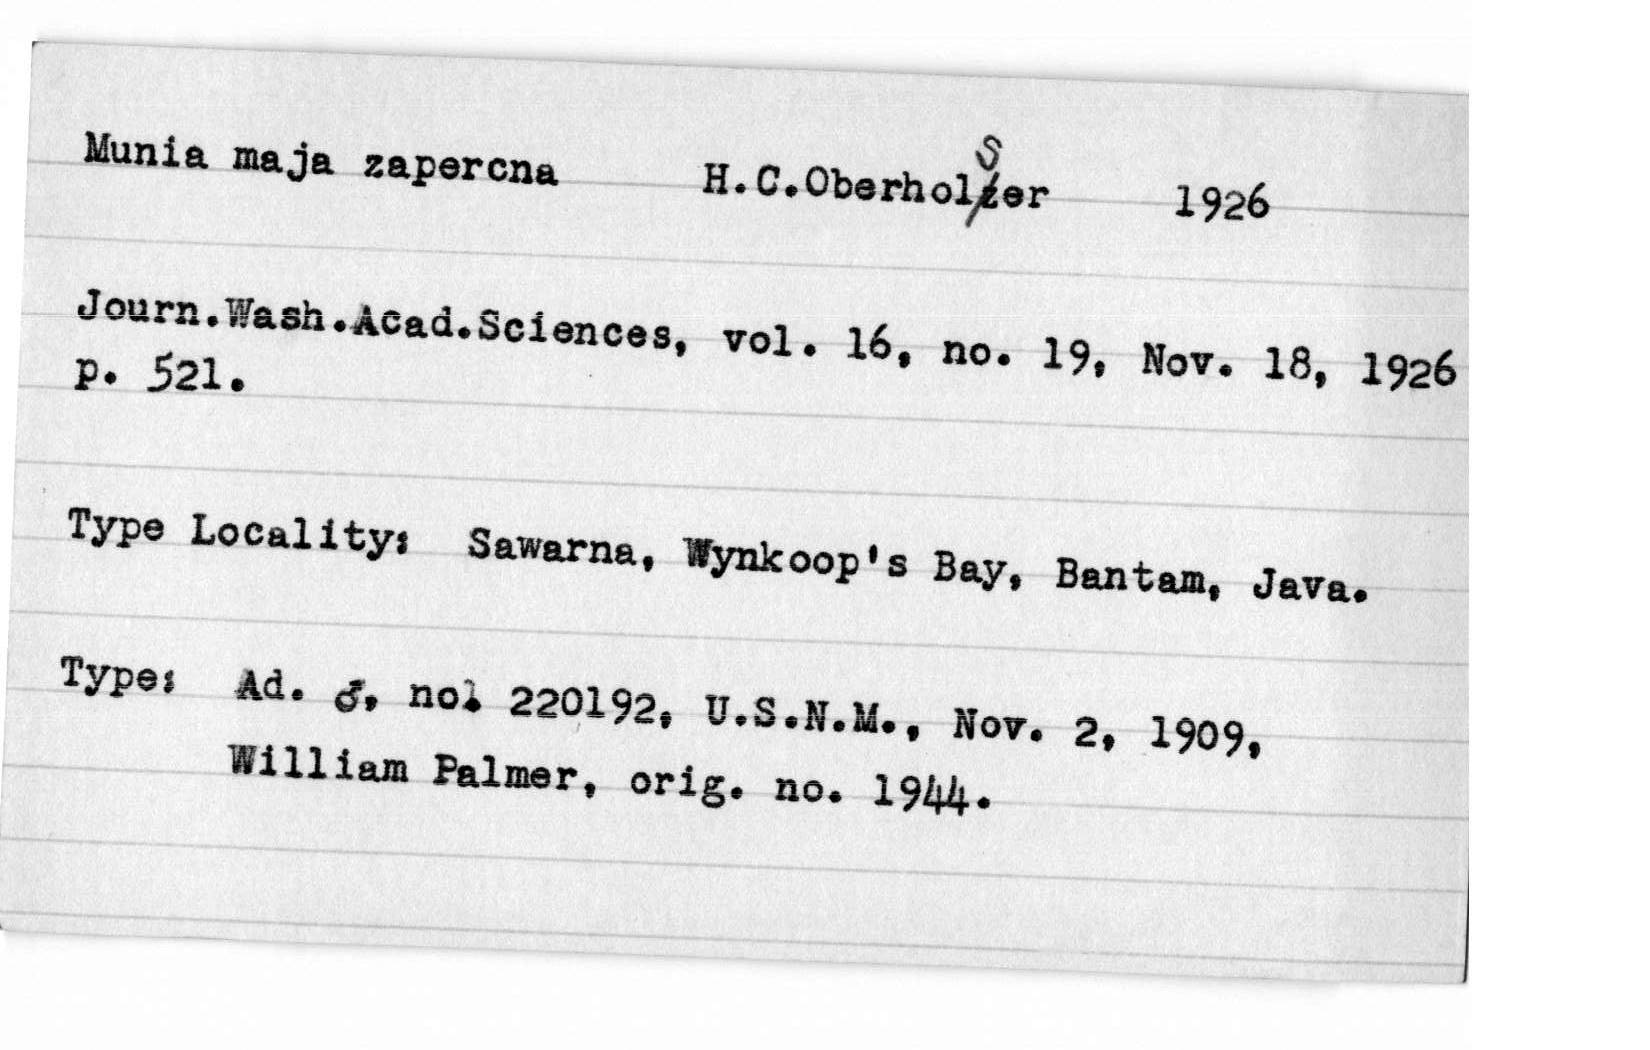 Munia maja zapercna H.C.Oberholser 1926
Journ.Wash.Acad.Sciences, vol. 16, no. 19, Nov. 18, 1926
p. 521.
Type Locality: Sawarna, Wynkoop's Bay, Bantam, Java.
Type: Ad. ♂, no. 220192, U.S.N.M., Nov. 2, 1909,
William Palmer, orig. no. 1944.